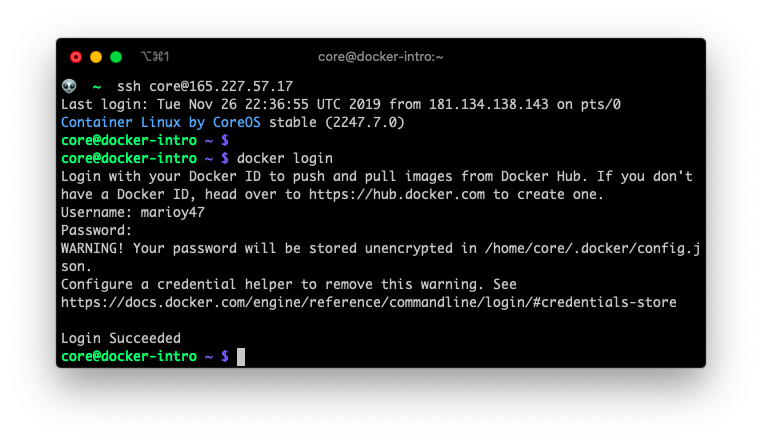 ⌥⌘1
core@docker-intro:~
👽 ~ ssh core@165.227.57.17
Last login: Tue Nov 26 22:36:55 UTC 2019 from 181.134.138.143 on pts/0
Container Linux by CoreOS stable (2247.7.0)
core@docker-intro ~ $
core@docker-intro ~ $ docker login
Login with your Docker ID to push and pull images from Docker Hub. If you don't
have a Docker ID, head over to https://hub.docker.com to create one.
Username: marioy47
Password:
WARNING! Your password will be stored unencrypted in /home/core/.docker/config.j
son.
Configure a credential helper to remove this warning. See
https://docs.docker.com/engine/reference/commandline/login/#credentials-store
Login Succeeded
core@docker-intro ~ $